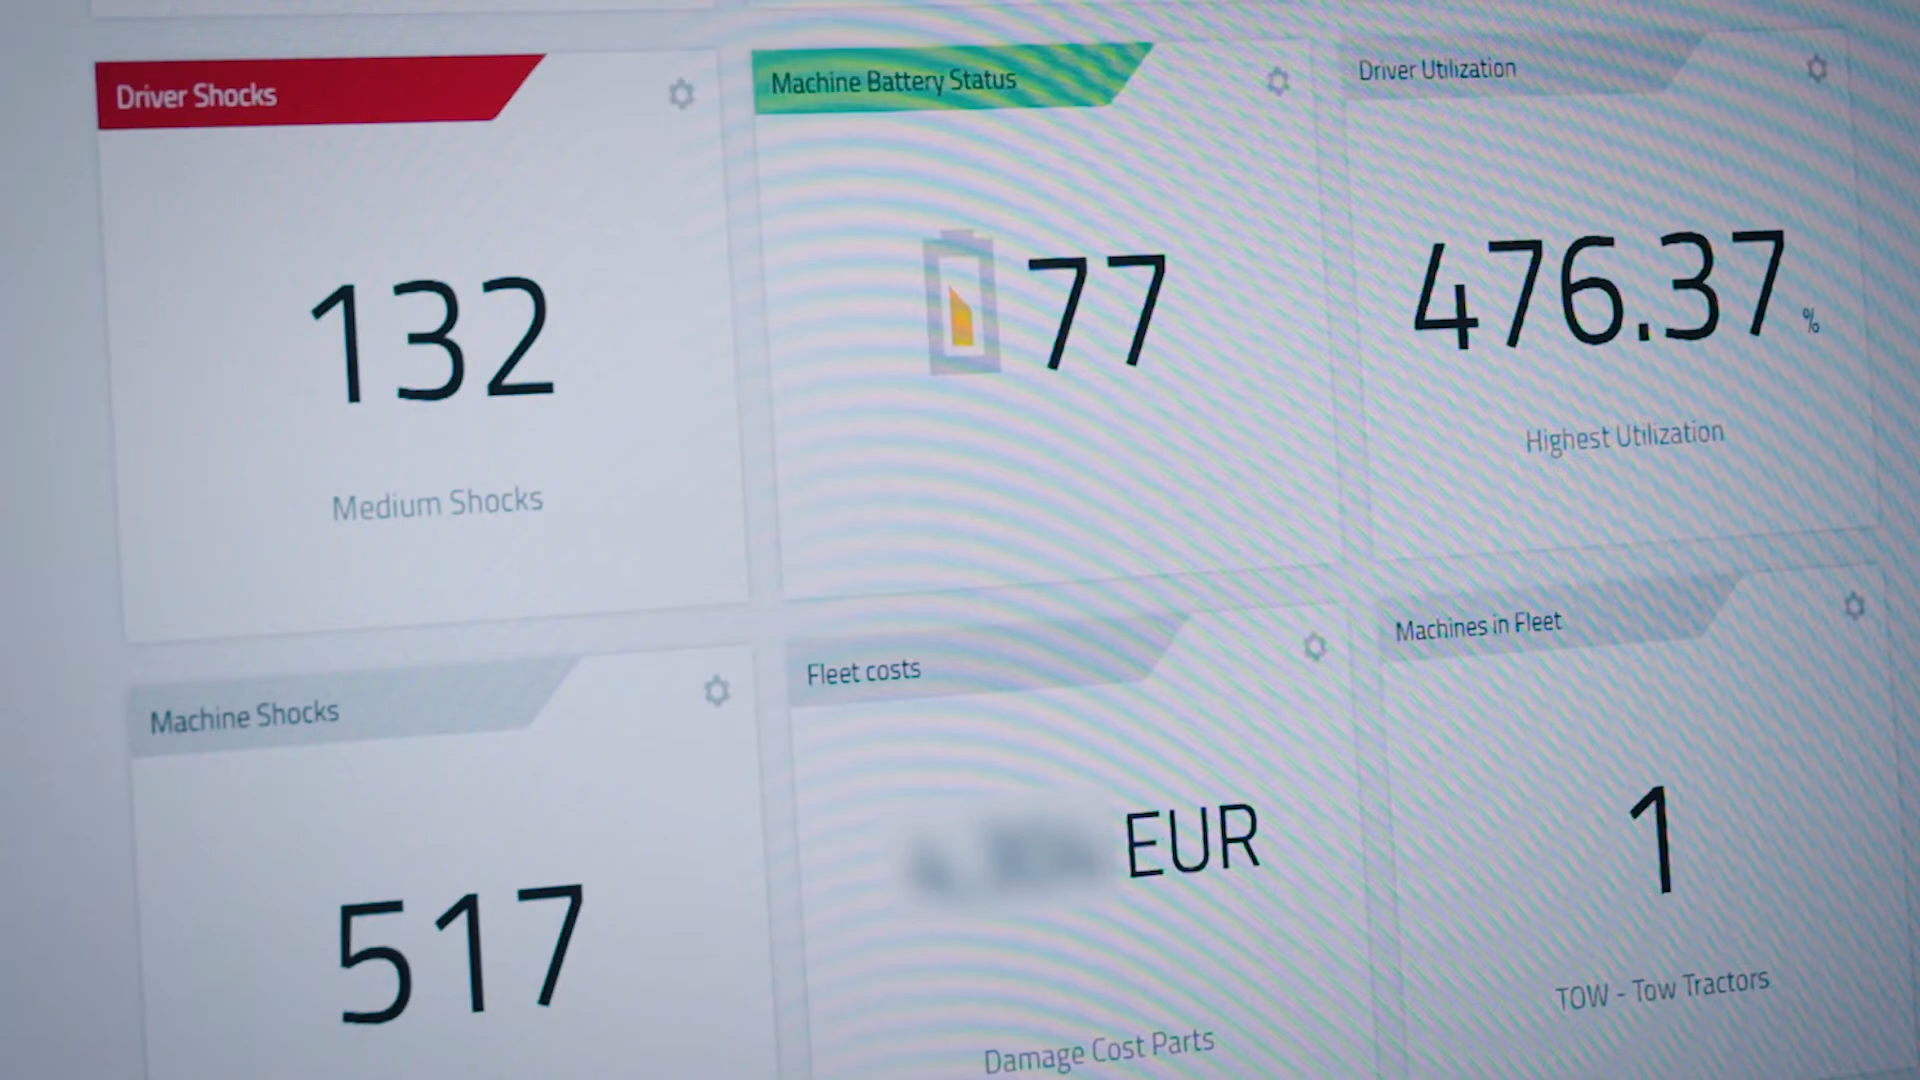 Driver Shocks
132
Medium Shocks
Machine Battery Status
77
Driver Utilization
476.37 %
Highest Utilization
Machine Shocks
517
Fleet costs
EUR
Damage Cost Parts
Machines in Fleet
1
TOW - Tow Tractors